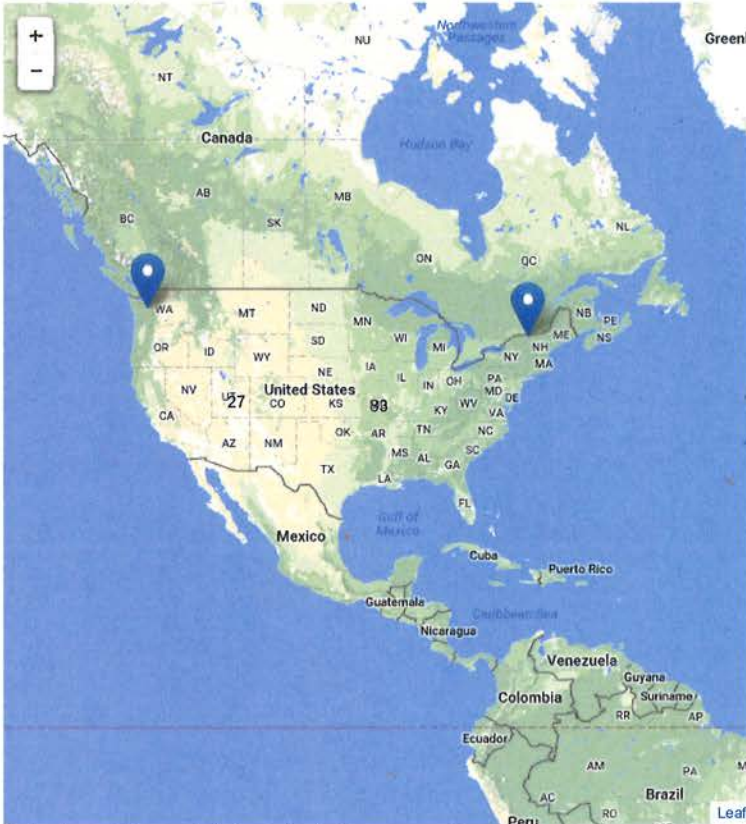 +
−
Northwestern
Passages
NU
Greenl
NT
Canada
Hudson Bay
AB
MB
BC
SK
NL
ON
QC
WA
MT
ND
MN
NB
PE
ME
NS
OR
ID
SD
WI
MI
NH
NY
MA
WY
NE
IA
IL
IN
OH
PA
MD
DE
NV
UT
27
United States
CO
KS
93
KY
WV
VA
CA
OK
AR
TN
NC
AZ
NM
MS
AL
SC
GA
TX
LA
FL
Gulf of
Mexico
Mexico
Cuba
Puerto Rico
Guatemala
Caribbean Sea
Nicaragua
Venezuela
Guyana
Colombia
Suriname
RR
AP
Ecuador
AM
PA
M
Brazil
AC
Peru
RO
Leaf